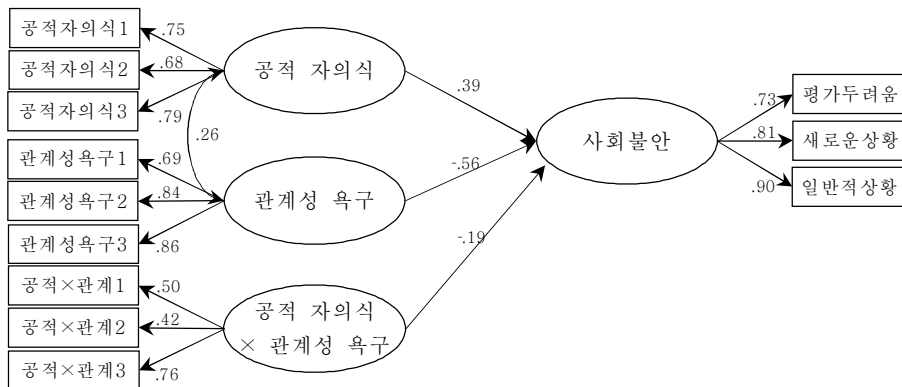 공적자의식1
공적자의식2
공적자의식3
관계성욕구1
관계성욕구2
관계성욕구3
공적×관계1
공적×관계2
공적×관계3
.75
.68
.79
.26
.69
.84
.86
.50
.42
.76
공적 자의식
관계성 욕구
공적 자의식
× 관계성 욕구
.39
-.56
-.19
사회불안
.73
.81
.90
평가두려움
새로운상황
일반적상황